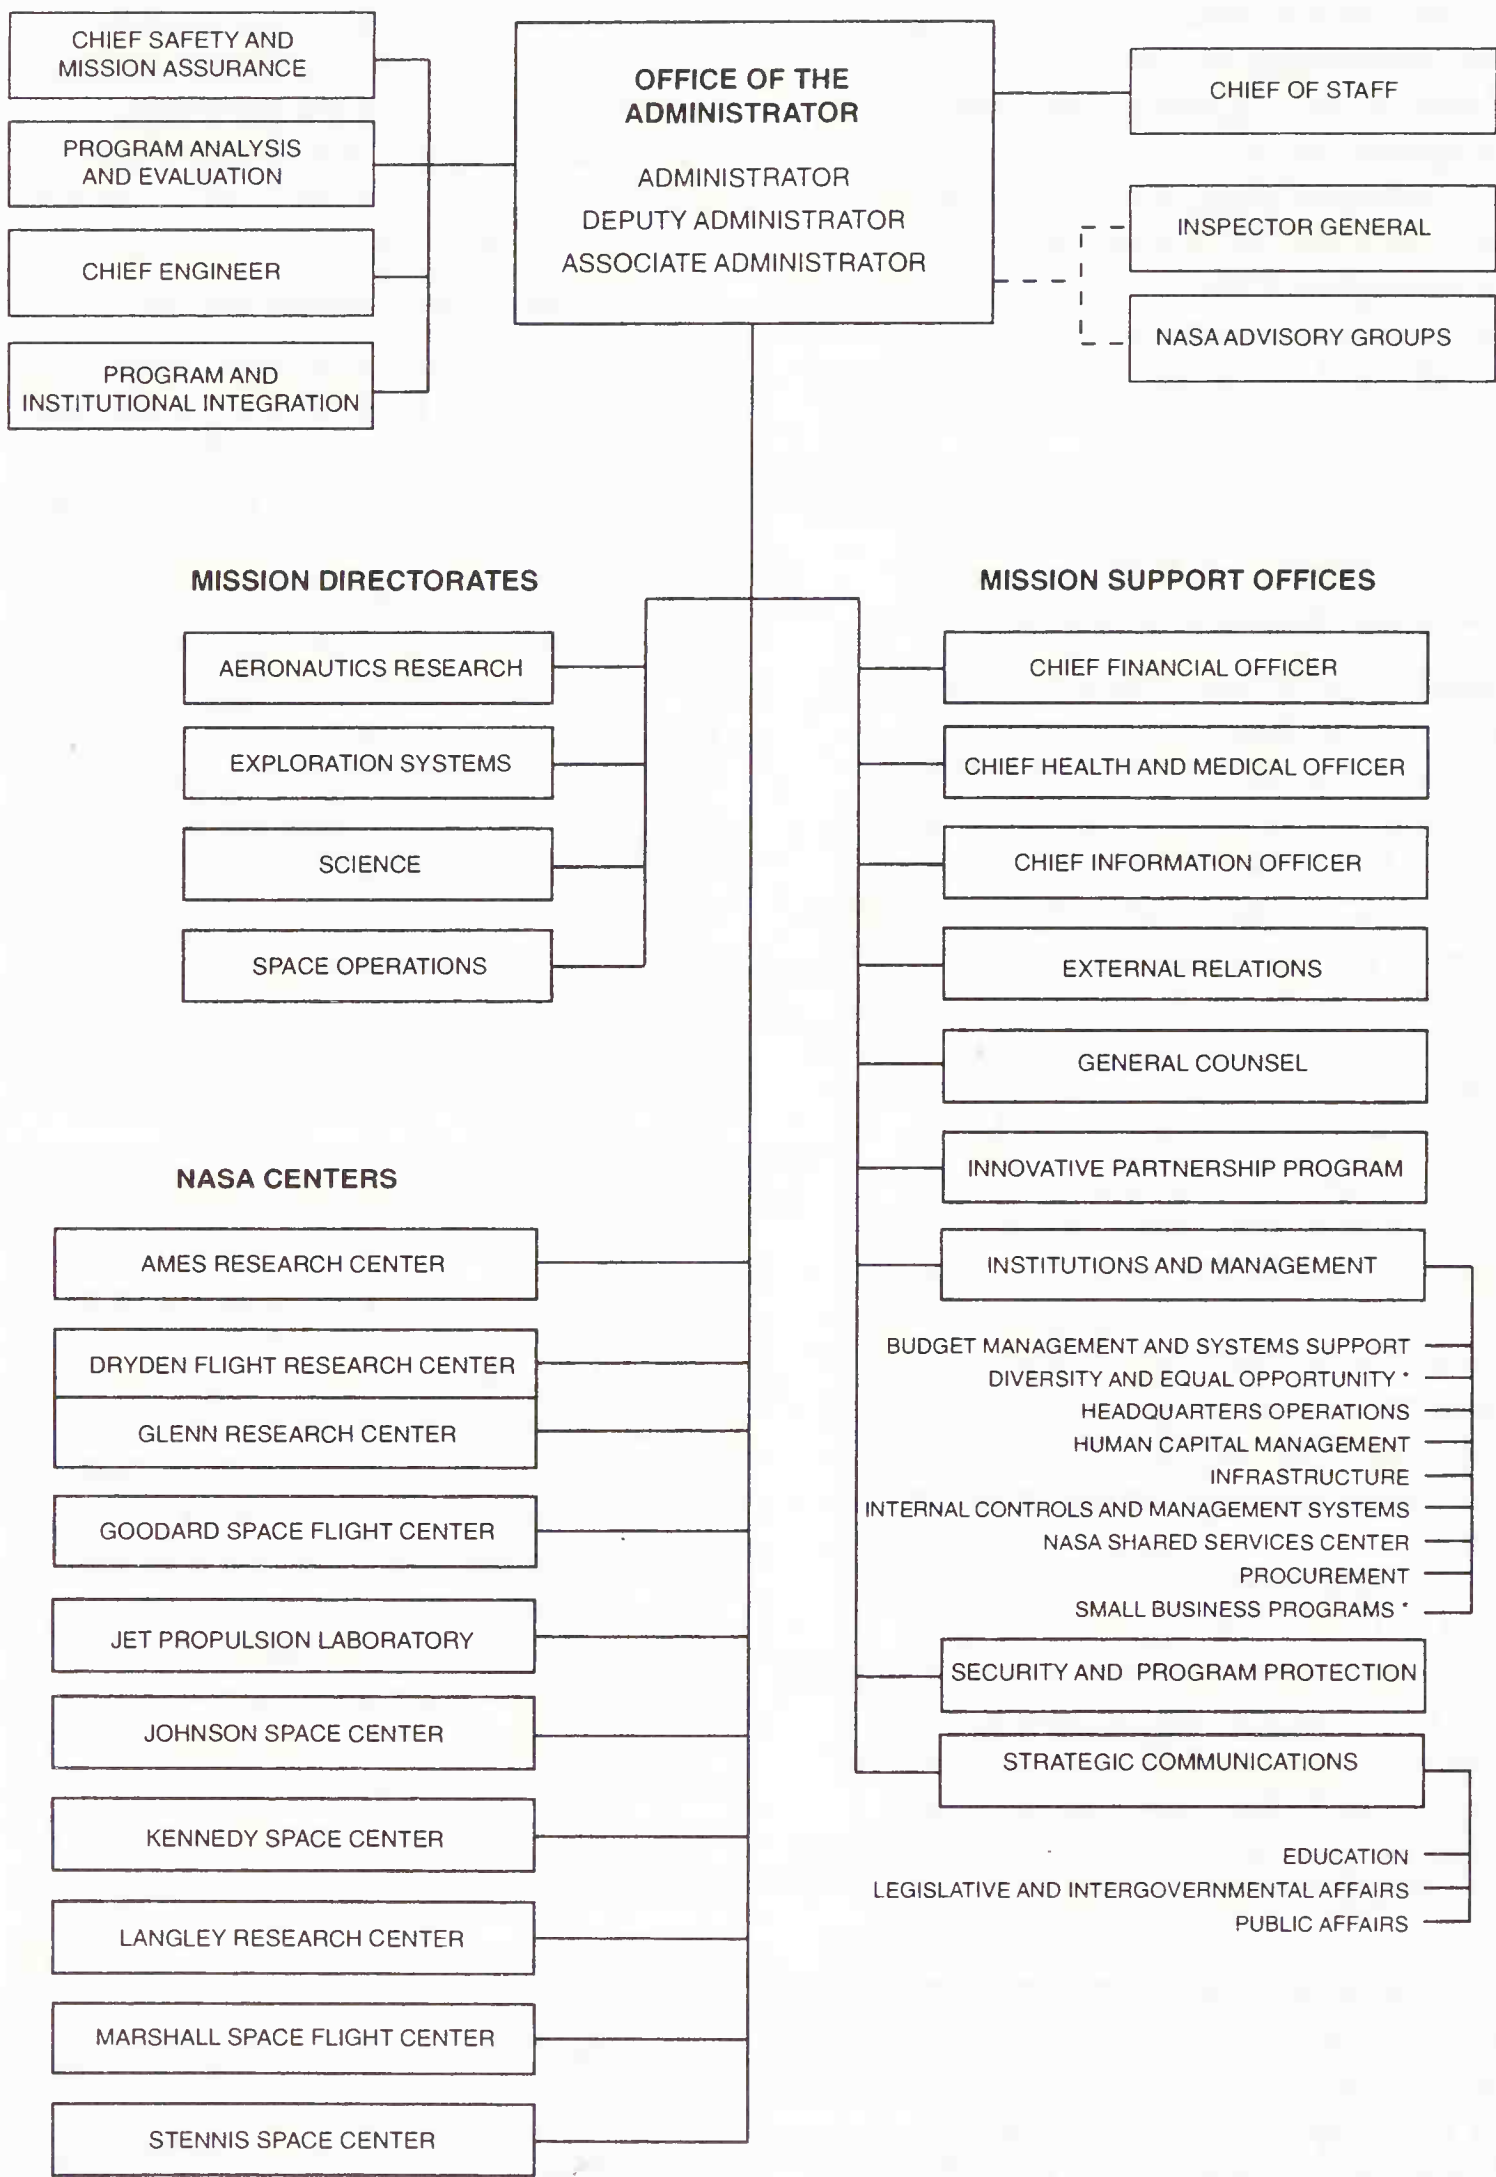 CHIEF SAFETY AND
MISSION ASSURANCE
PROGRAM ANALYSIS
AND EVALUATION
CHIEF ENGINEER
PROGRAM AND
INSTITUTIONAL INTEGRATION
OFFICE OF THE
ADMINISTRATOR
ADMINISTRATOR
DEPUTY ADMINISTRATOR
ASSOCIATE ADMINISTRATOR
CHIEF OF STAFF
INSPECTOR GENERAL
NASA ADVISORY GROUPS
MISSION DIRECTORATES
AERONAUTICS RESEARCH
EXPLORATION SYSTEMS
SCIENCE
SPACE OPERATIONS
NASA CENTERS
AMES RESEARCH CENTER
DRYDEN FLIGHT RESEARCH CENTER
GLENN RESEARCH CENTER
GOODARD SPACE FLIGHT CENTER
JET PROPULSION LABORATORY
JOHNSON SPACE CENTER
KENNEDY SPACE CENTER
LANGLEY RESEARCH CENTER
MARSHALL SPACE FLIGHT CENTER
STENNIS SPACE CENTER
MISSION SUPPORT OFFICES
CHIEF FINANCIAL OFFICER
CHIEF HEALTH AND MEDICAL OFFICER
CHIEF INFORMATION OFFICER
EXTERNAL RELATIONS
GENERAL COUNSEL
INNOVATIVE PARTNERSHIP PROGRAM
INSTITUTIONS AND MANAGEMENT
BUDGET MANAGEMENT AND SYSTEMS SUPPORT
DIVERSITY AND EQUAL OPPORTUNITY *
HEADQUARTERS OPERATIONS
HUMAN CAPITAL MANAGEMENT
INFRASTRUCTURE
INTERNAL CONTROLS AND MANAGEMENT SYSTEMS
NASA SHARED SERVICES CENTER
PROCUREMENT
SMALL BUSINESS PROGRAMS *
SECURITY AND PROGRAM PROTECTION
STRATEGIC COMMUNICATIONS
EDUCATION
LEGISLATIVE AND INTERGOVERNMENTAL AFFAIRS
PUBLIC AFFAIRS